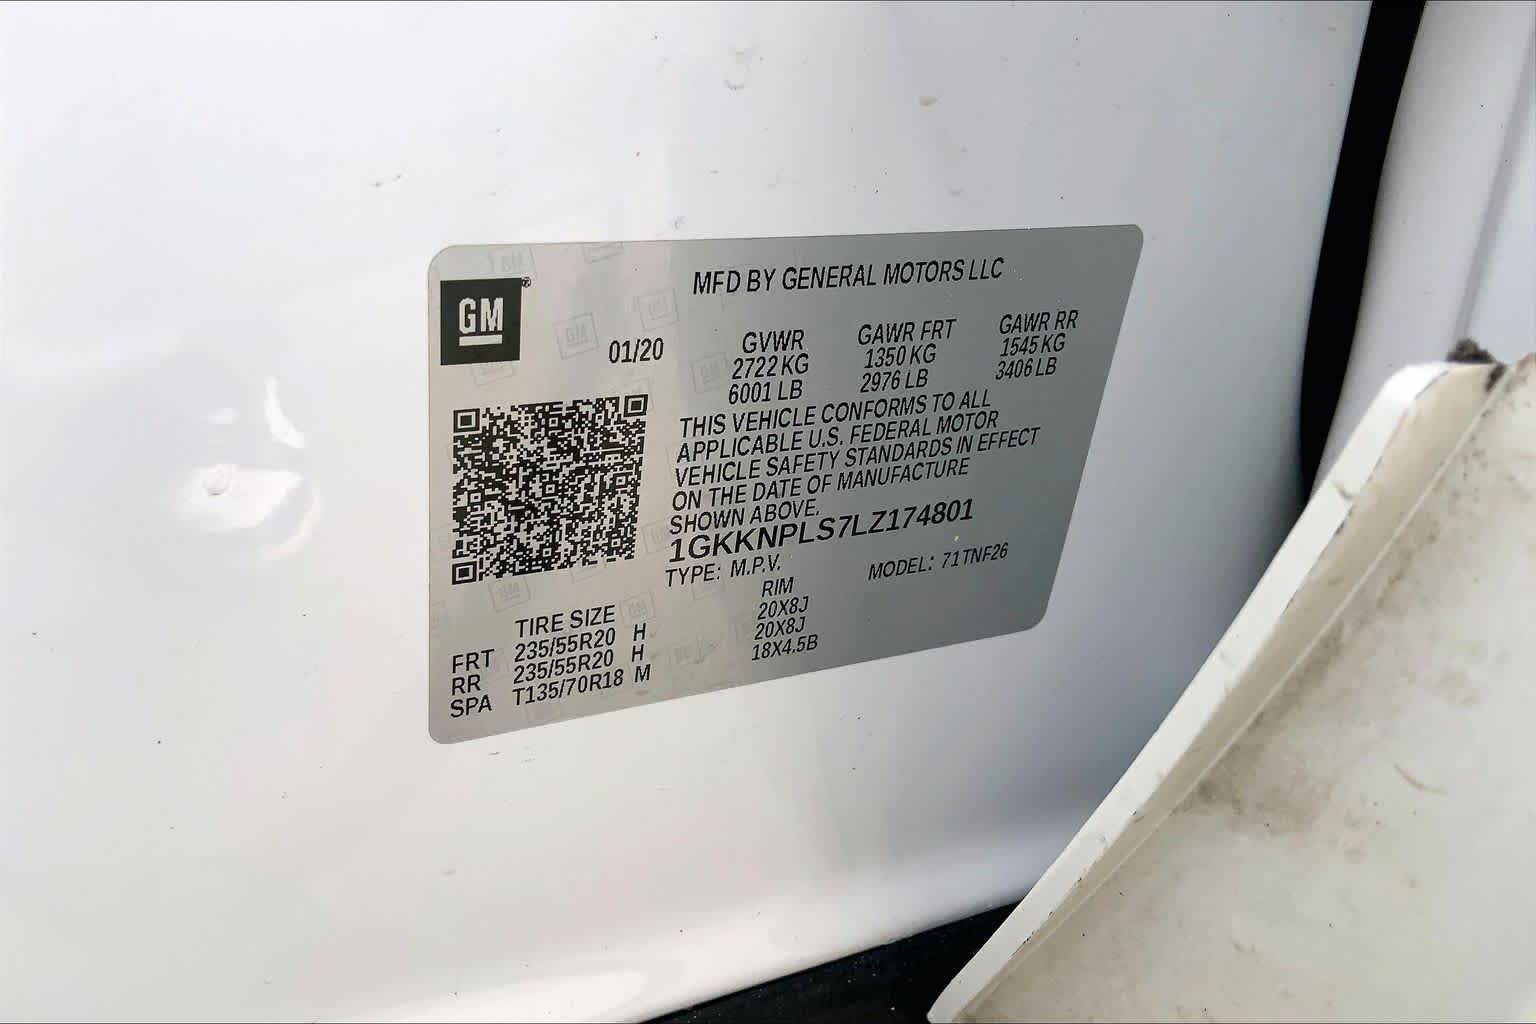 GM
MFD BY GENERAL MOTORS LLC
01/20
GVWR GAWR FRT GAWR RR
2722 KG 1350 KG 1545 KG
6001 LB 2976 LB 3406 LB
THIS VEHICLE CONFORMS TO ALL
APPLICABLE U.S. FEDERAL MOTOR
VEHICLE SAFETY STANDARDS IN EFFECT
ON THE DATE OF MANUFACTURE
SHOWN ABOVE.
1GKKNPLS7LZ174801
TYPE: M.P.V. MODEL: 71TNF26
TIRE SIZE RIM
FRT 235/55R20 H 20X8J
RR 235/55R20 H 20X8J
SPA T135/70R18 M 18X4.5B